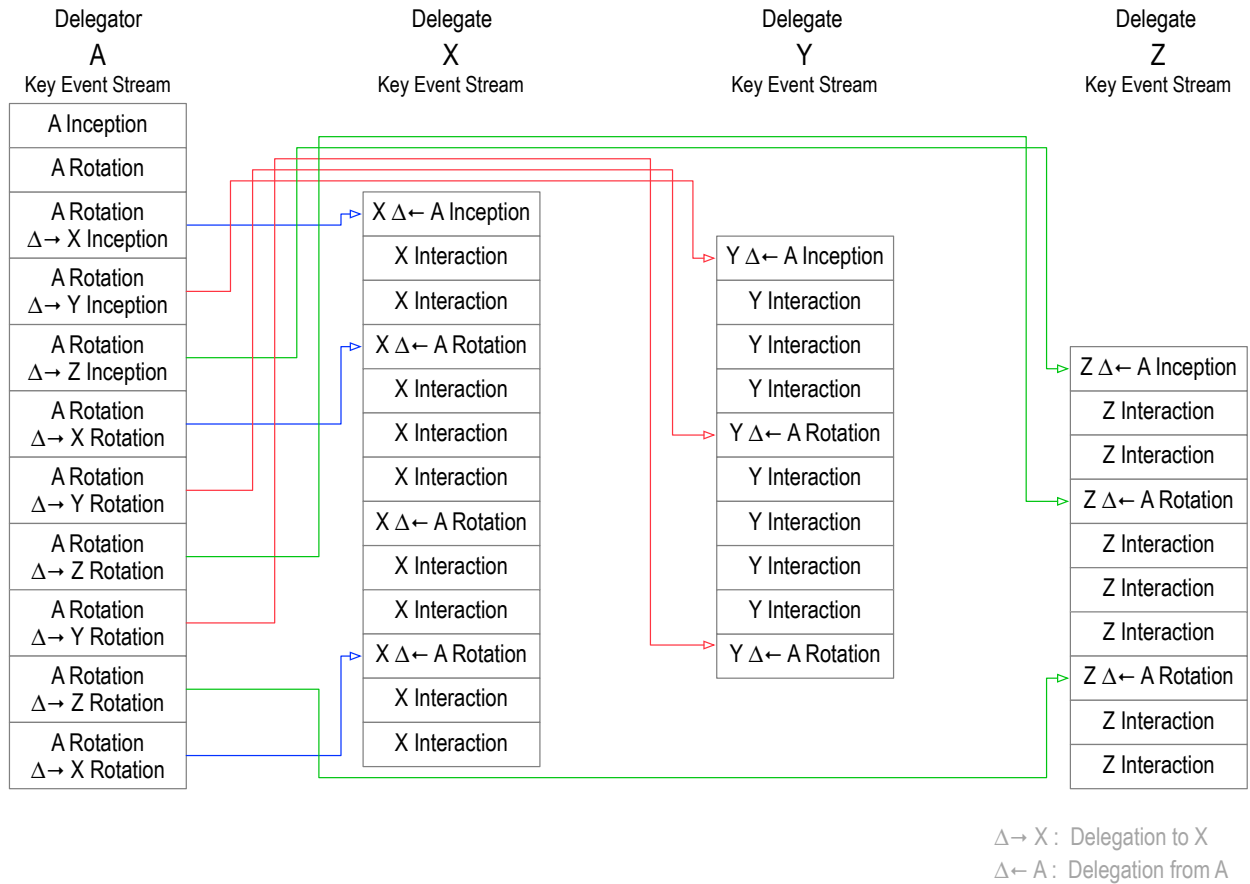 Delegator
A
Key Event Stream
A Inception
A Rotation
A Rotation
Δ→ X Inception
A Rotation
Δ→ Y Inception
A Rotation
Δ→ Z Inception
A Rotation
Δ→ X Rotation
A Rotation
Δ→ Y Rotation
A Rotation
Δ→ Z Rotation
A Rotation
Δ→ Y Rotation
A Rotation
Δ→ Z Rotation
A Rotation
Δ→ X Rotation
Delegate
X
Key Event Stream
X Δ← A Inception
X Interaction
X Interaction
X Δ← A Rotation
X Interaction
X Interaction
X Interaction
X Δ← A Rotation
X Interaction
X Interaction
X Δ← A Rotation
X Interaction
X Interaction
Delegate
Y
Key Event Stream
Y Δ← A Inception
Y Interaction
Y Interaction
Y Interaction
Y Δ← A Rotation
Y Interaction
Y Interaction
Y Interaction
Y Interaction
Y Δ← A Rotation
Delegate
Z
Key Event Stream
Z Δ← A Inception
Z Interaction
Z Interaction
Z Δ← A Rotation
Z Interaction
Z Interaction
Z Interaction
Z Δ← A Rotation
Z Interaction
Z Interaction
Δ→ X : Delegation to X
Δ← A : Delegation from A